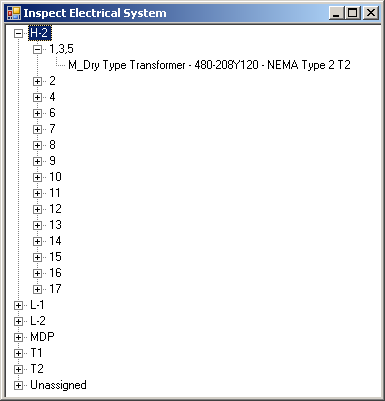 Inspect Electrical System
H-2
1,3,5
M_Dry Type Transformer - 480-208Y120 - NEMA Type 2 T2
2
4
6
7
8
9
10
11
12
13
14
15
16
17
L-1
L-2
MDP
T1
T2
Unassigned